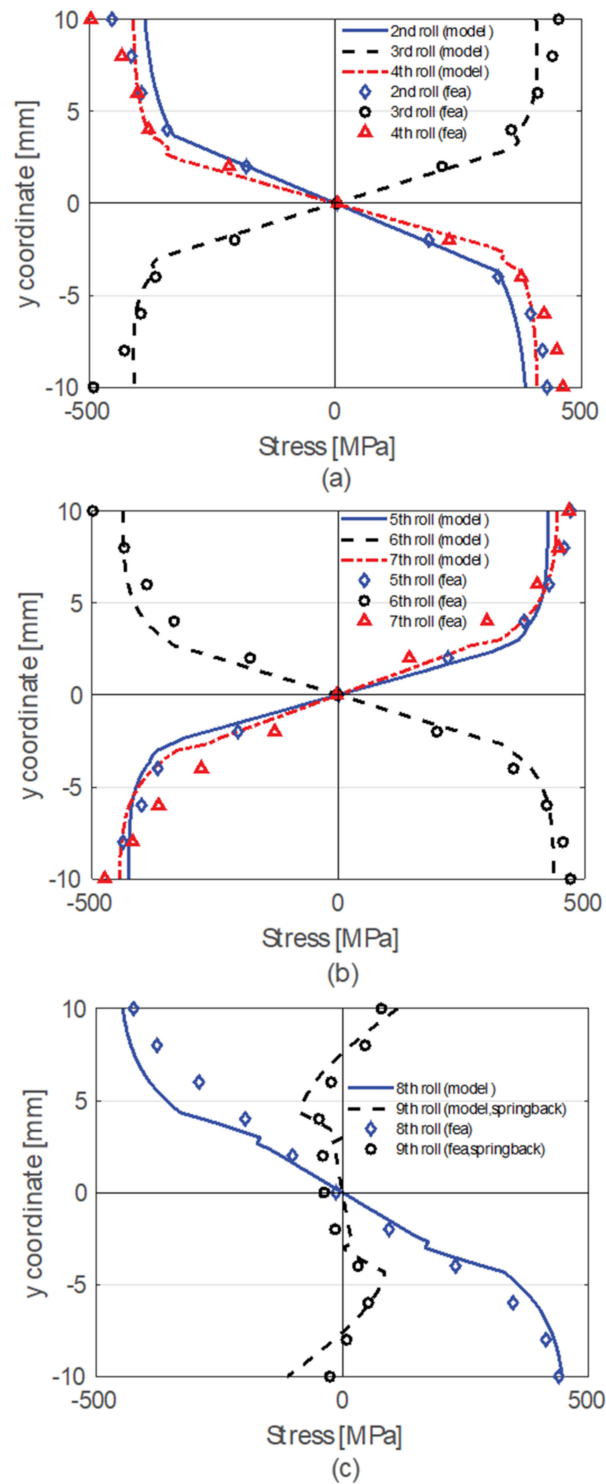 10
5
0
-5
-10
y coordinate [mm]
2nd roll (model)
3rd roll (model)
4th roll (model)
2nd roll (fea)
3rd roll (fea)
4th roll (fea)
-500
0
500
Stress [MPa]
(a)
10
5
0
-5
-10
y coordinate [mm]
5th roll (model)
6th roll (model)
7th roll (model)
5th roll (fea)
6th roll (fea)
7th roll (fea)
-500
0
500
Stress [MPa]
(b)
10
5
0
-5
-10
y coordinate [mm]
8th roll (model)
9th roll (model,springback)
8th roll (fea)
9th roll (fea,springback)
-500
0
500
Stress [MPa]
(c)